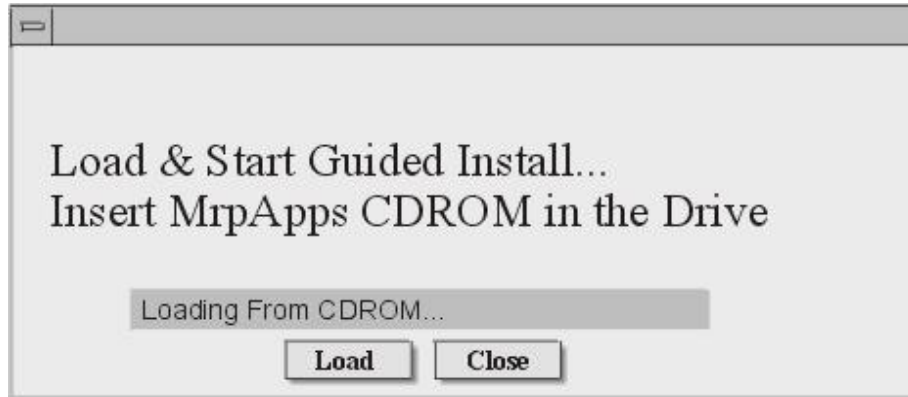 Load & Start Guided Install...
Insert MrpApps CDROM in the Drive
Loading From CDROM...
Load Close